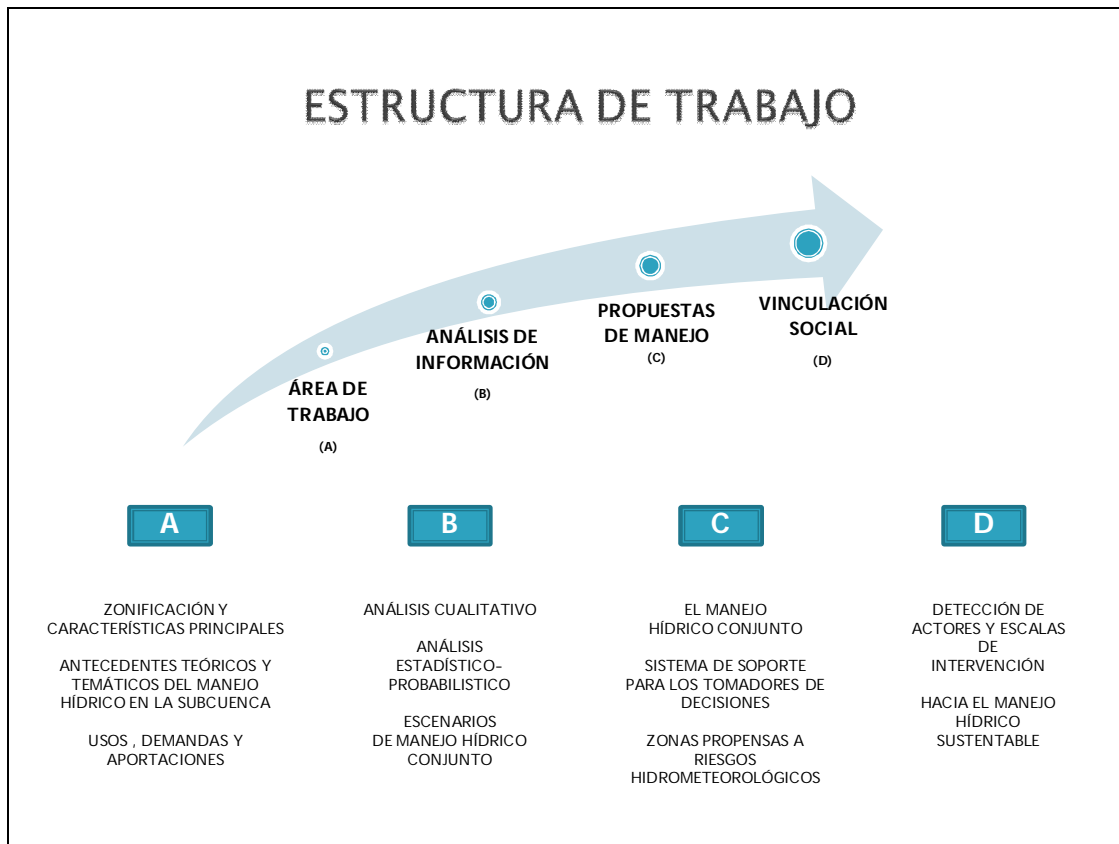 ESTRUCTURA DE TRABAJO
ÁREA DE
TRABAJO
(A)
ANÁLISIS DE
INFORMACIÓN
(B)
PROPUESTAS
DE MANEJO
(C)
VINCULACIÓN
SOCIAL
(D)
A
ZONIFICACIÓN Y
CARACTERÍSTICAS PRINCIPALES
ANTECEDENTES TEÓRICOS Y
TEMÁTICOS DEL MANEJO
HÍDRICO EN LA SUBCUENCA
USOS , DEMANDAS Y
APORTACIONES
B
ANÁLISIS CUALITATIVO
ANÁLISIS
ESTADÍSTICO-
PROBABILISTICO
ESCENARIOS
DE MANEJO HÍDRICO
CONJUNTO
C
EL MANEJO
HÍDRICO CONJUNTO
SISTEMA DE SOPORTE
PARA LOS TOMADORES DE
DECISIONES
ZONAS PROPENSAS A
RIESGOS
HIDROMETEOROLÓGICOS
D
DETECCIÓN DE
ACTORES Y ESCALAS
DE
INTERVENCIÓN
HACIA EL MANEJO
HÍDRICO
SUSTENTABLE